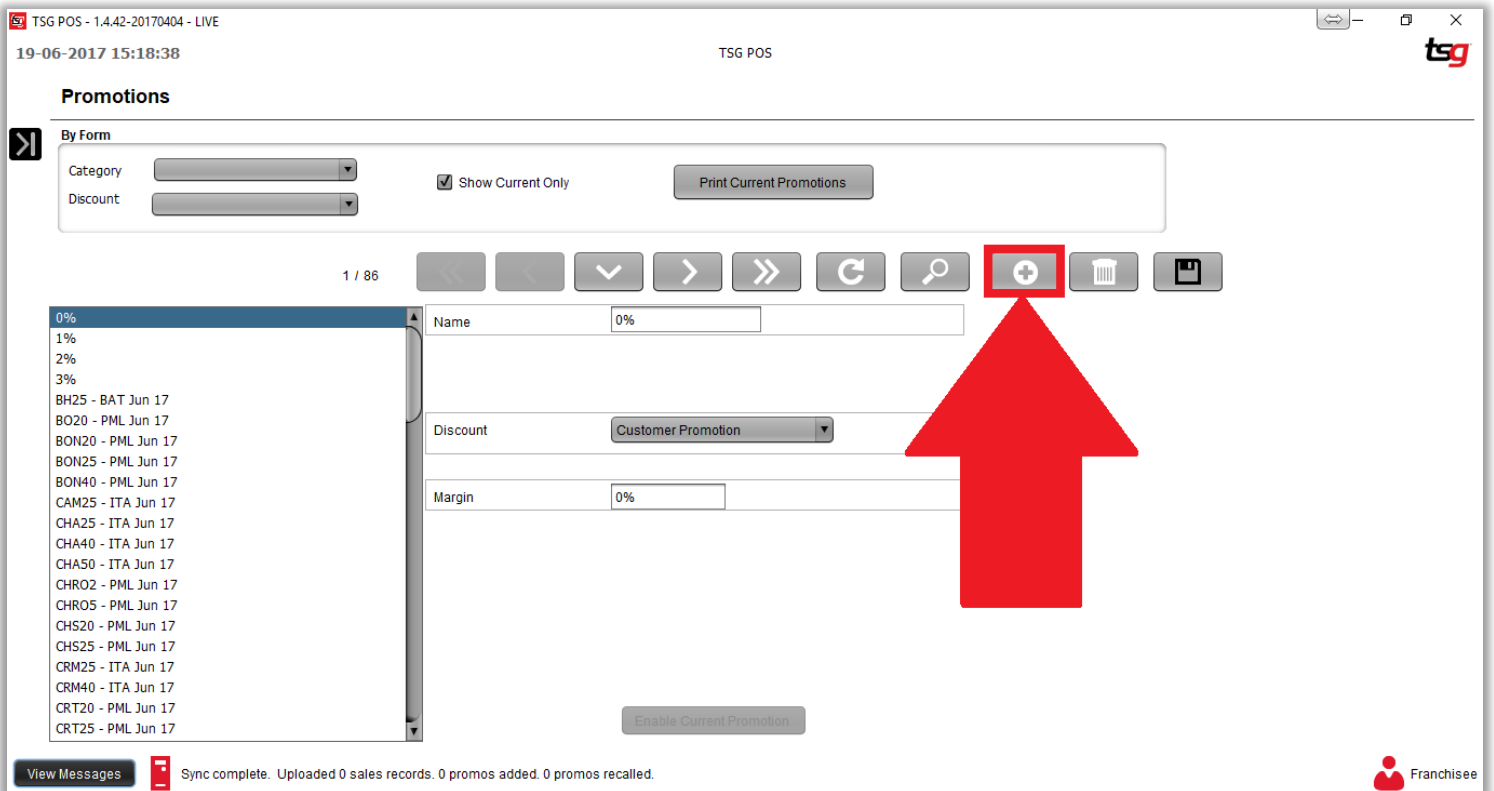 TSG POS - 1.4.42-20170404 - LIVE
19-06-2017 15:18:38
TSG POS
tsg
Promotions
By Form
Category
Show Current Only
Print Current Promotions
Discount
1 / 86
0%
1%
2%
3%
BH25 - BAT Jun 17
BO20 - PML Jun 17
BON20 - PML Jun 17
BON25 - PML Jun 17
BON40 - PML Jun 17
CAM25 - ITA Jun 17
CHA25 - ITA Jun 17
CHA40 - ITA Jun 17
CHA50 - ITA Jun 17
CHRO2 - PML Jun 17
CHRO5 - PML Jun 17
CHS20 - PML Jun 17
CHS25 - PML Jun 17
CRM25 - ITA Jun 17
CRM40 - ITA Jun 17
CRT20 - PML Jun 17
CRT25 - PML Jun 17
Name 0%
Discount Customer Promotion
Margin 0%
Enable Current Promotion
View Messages
Sync complete. Uploaded 0 sales records. 0 promos added. 0 promos recalled.
Franchisee